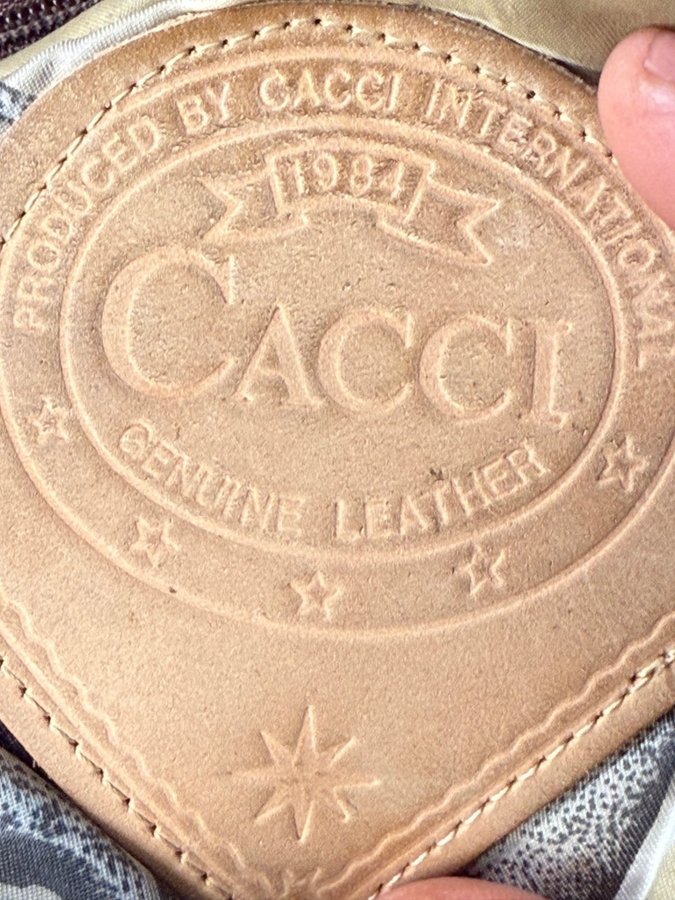 PRODUCED BY CACCI INTERNATIONAL
1984
CACCI
GENUINE LEATHER